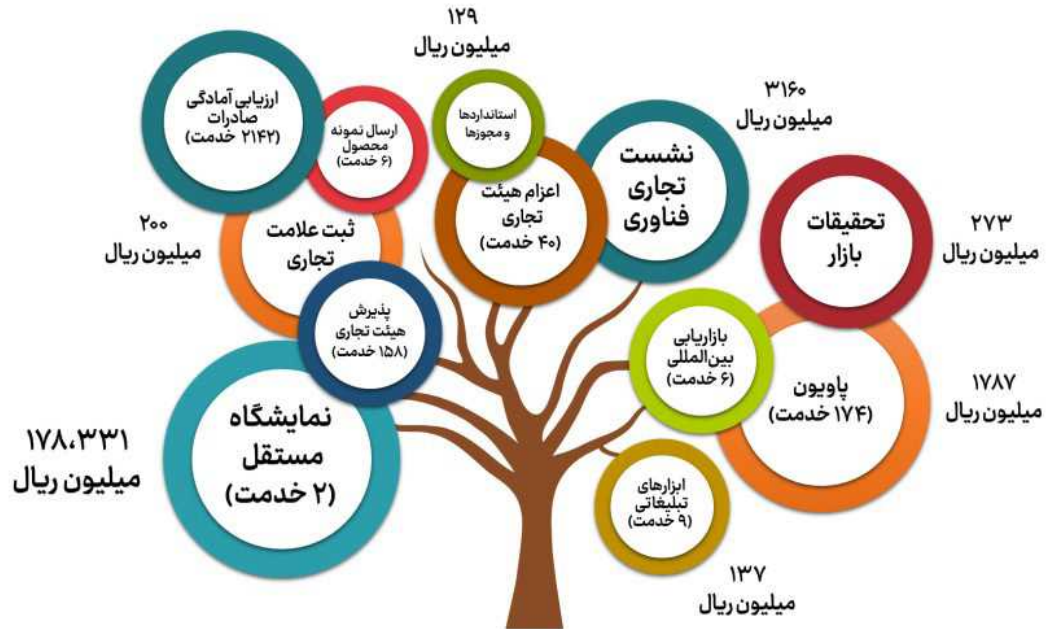 ۱۲۹
میلیون ریال
۳۱۶۰
میلیون ریال
ارزیابی آمادگی
صادرات
(۲۱۴۲ خدمت)
ارسال نمونه
محصول
(۶ خدمت)
استانداردها
و مجوزها
نشست
تجاری
فناوری
اعزام هیئت
تجاری
(۴۰ خدمت)
تحقیقات
بازار
۲۷۳
میلیون ریال
۲۰۰
میلیون ریال
ثبت علامت
تجاری
پذیرش
هیئت تجاری
(۱۵۸ خدمت)
بازاریابی
بین‌المللی
(۶ خدمت)
پاویون
(۱۷۴ خدمت)
۱۷۸۷
میلیون ریال
نمایشگاه
مستقل
(۲ خدمت)
۱۷۸،۳۳۱
میلیون ریال
ابزارهای
تبلیغاتی
(۹ خدمت)
۱۳۷
میلیون ریال